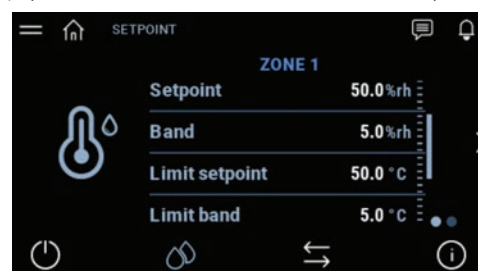 SETPOINT
ZONE 1
Setpoint 50.0%rh
Band 5.0%rh
Limit setpoint 50.0 °C
Limit band 5.0 °C